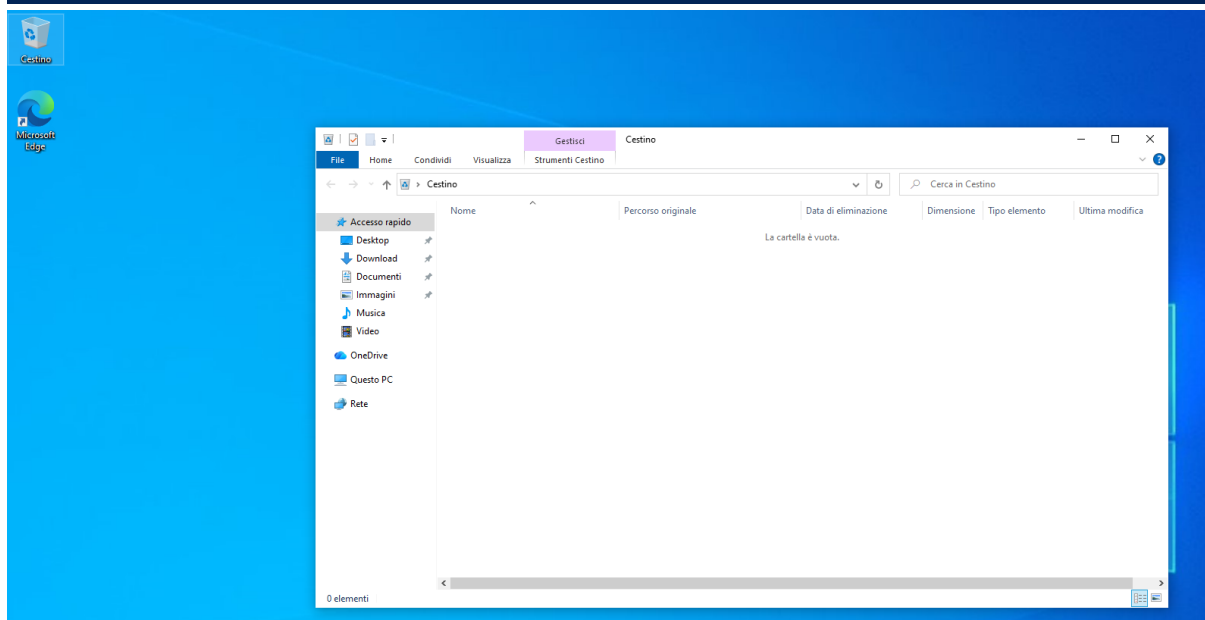 Cestino
Microsoft
Edge
Gestisci
Cestino
File
Home
Condividi
Visualizza
Strumenti Cestino
Cestino
Cerca in Cestino
Nome
Percorso originale
Data di eliminazione
Dimensione
Tipo elemento
Ultima modifica
La cartella è vuota.
Accesso rapido
Desktop
Download
Documenti
Immagini
Musica
Video
OneDrive
Questo PC
Rete
0 elementi